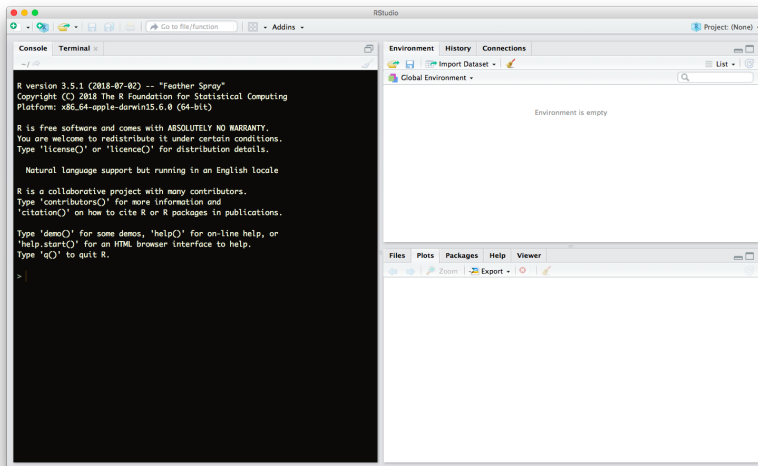 RStudio
Go to file/function
Addins
Project: (None)
Console Terminal
~/
R version 3.5.1 (2018-07-02) -- "Feather Spray"
Copyright (C) 2018 The R Foundation for Statistical Computing
Platform: x86_64-apple-darwin15.6.0 (64-bit)
R is free software and comes with ABSOLUTELY NO WARRANTY.
You are welcome to redistribute it under certain conditions.
Type 'license()' or 'licence()' for distribution details.
Natural language support but running in an English locale
R is a collaborative project with many contributors.
Type 'contributors()' for more information and
'citation()' on how to cite R or R packages in publications.
Type 'demo()' for some demos, 'help()' for on-line help, or
'help.start()' for an HTML browser interface to help.
Type 'q()' to quit R.
>
Environment History Connections
Import Dataset List
Global Environment
Environment is empty
Files Plots Packages Help Viewer
Zoom Export